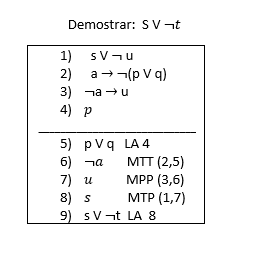 Demostrar: S V ¬t
1) s V ¬ u
2) a → ¬(p V q)
3) ¬a → u
4) p
5) p V q LA 4
6) ¬a MTT (2,5)
7) u MPP (3,6)
8) s MTP (1,7)
9) s V ¬t LA 8